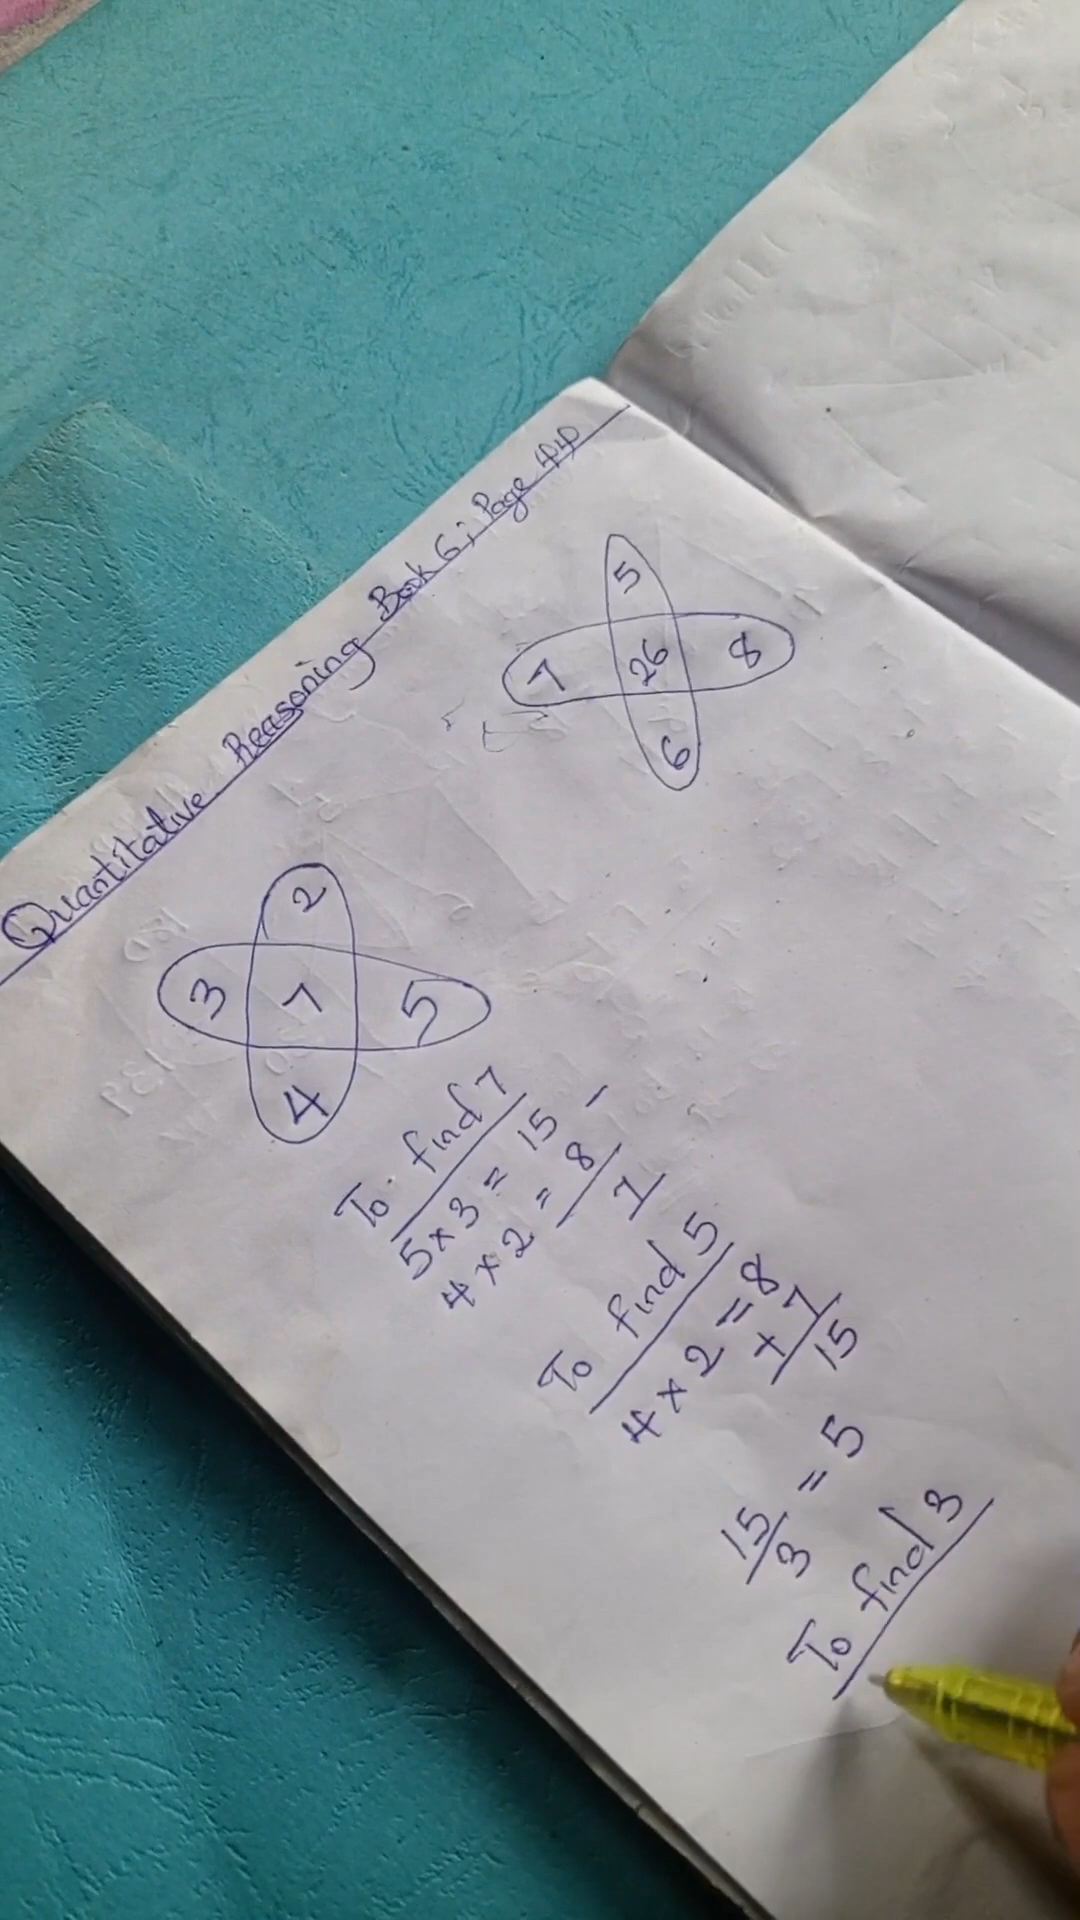 Quantitative Reasoning Book 6; Page 44
2
3 7 5
4
5
7 26 8
6
To find 7
5 x 3 = 15 -
4 x 2 = 8
7
To find 5
4 x 2 = 8
+ 7
15
15/3 = 5
To find 3